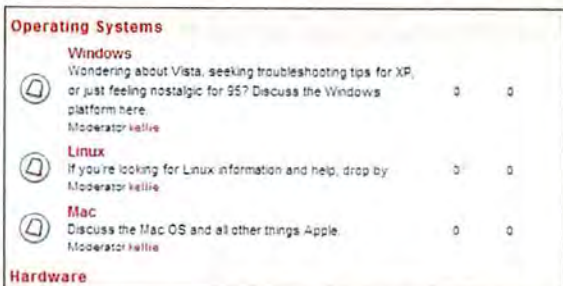 Operating Systems
Windows
Wondering about Vista, seeking troubleshooting tips for XP,
or just feeling nostalgic for 95? Discuss the Windows
platform here.
0 0
Moderator kellie
Linux
If you're looking for Linux information and help, drop by
0 0
Moderator kellie
Mac
Discuss the Mac OS and all other things Apple.
0 0
Moderator kellie
Hardware